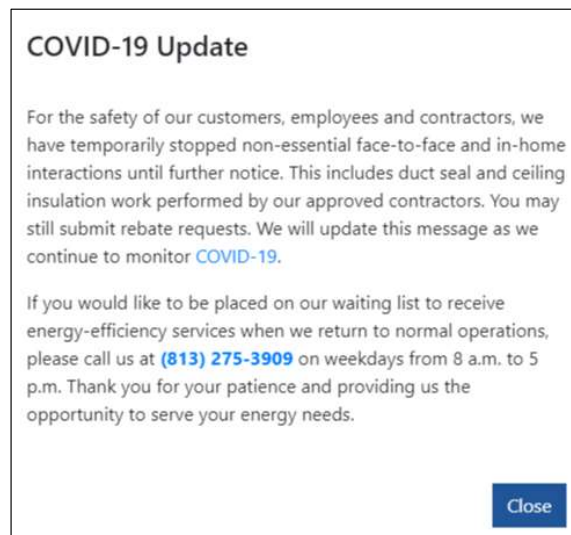 COVID-19 Update
For the safety of our customers, employees and contractors, we
have temporarily stopped non-essential face-to-face and in-home
interactions until further notice. This includes duct seal and ceiling
insulation work performed by our approved contractors. You may
still submit rebate requests. We will update this message as we
continue to monitor COVID-19.
If you would like to be placed on our waiting list to receive
energy-efficiency services when we return to normal operations,
please call us at (813) 275-3909 on weekdays from 8 a.m. to 5
p.m. Thank you for your patience and providing us the
opportunity to serve your energy needs.
Close